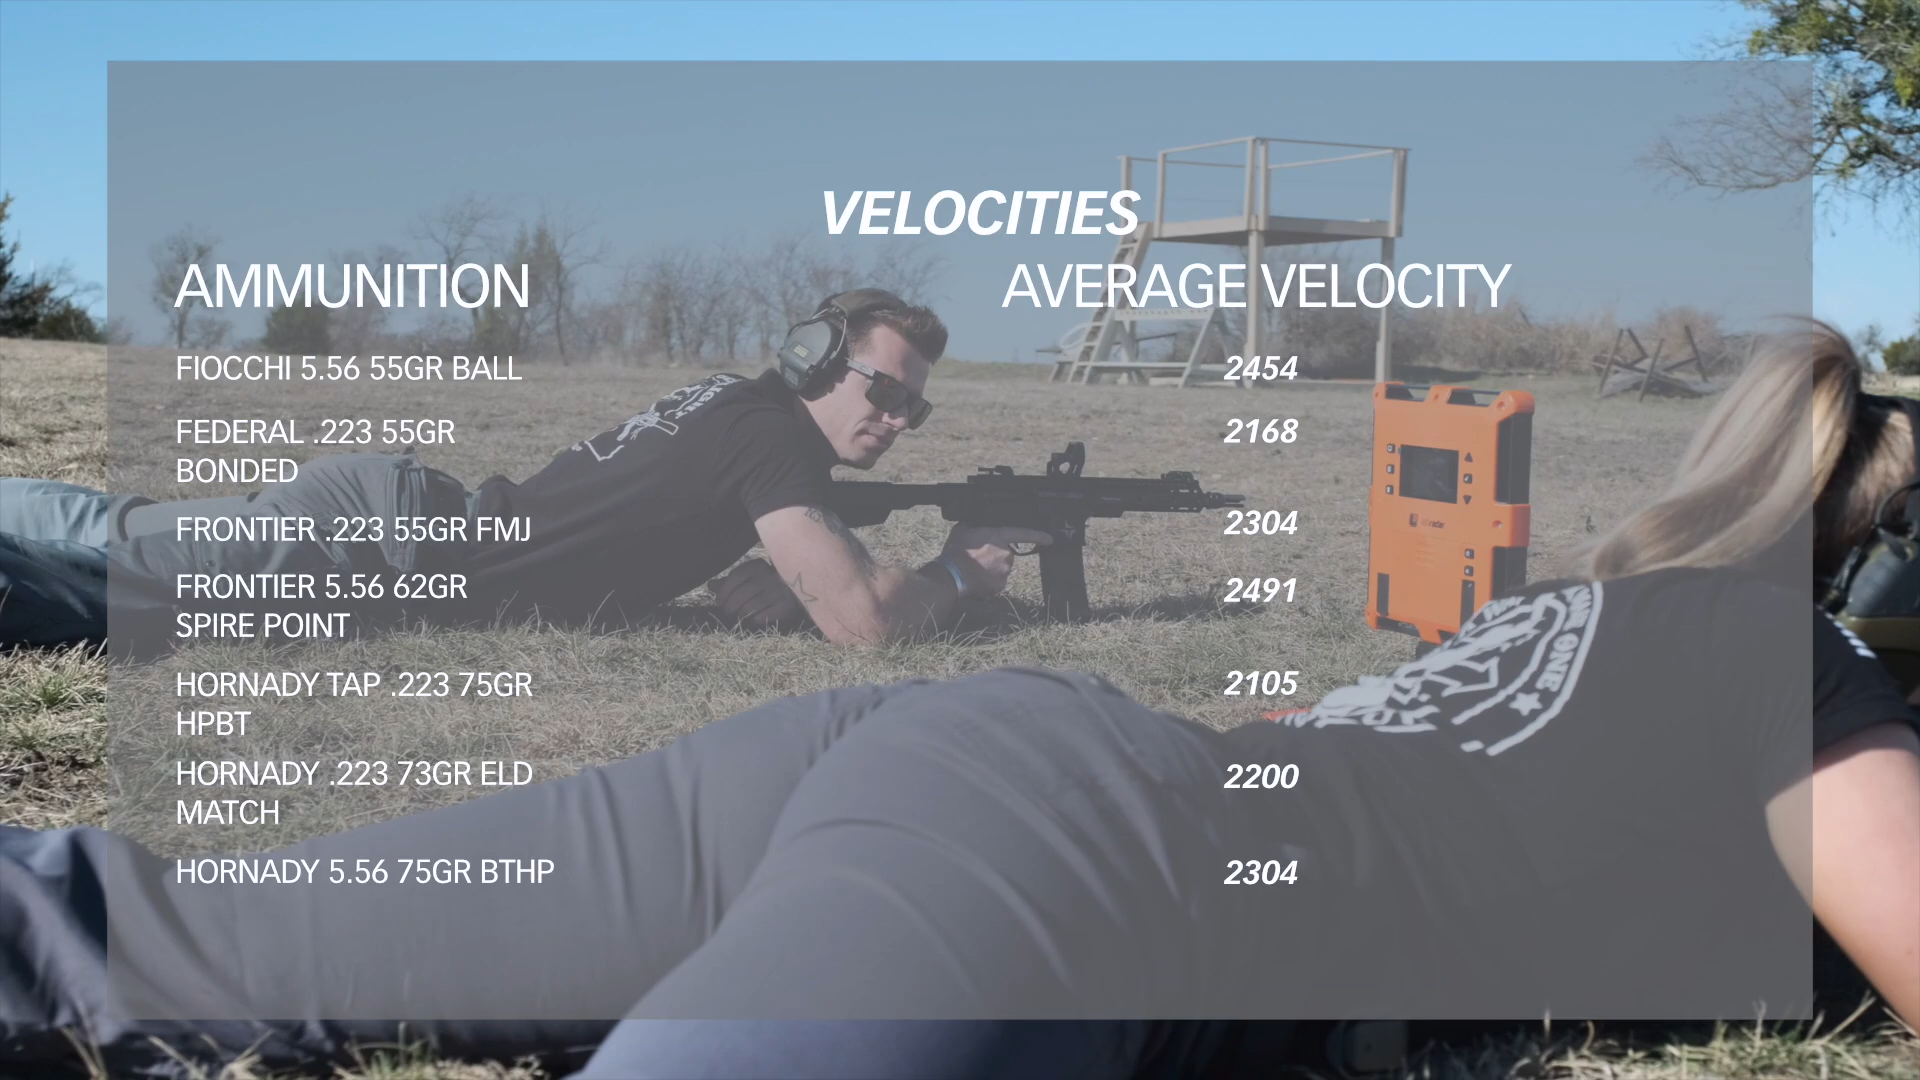 VELOCITIES
AMMUNITION AVERAGE VELOCITY
FIOCCHI 5.56 55GR BALL 2454
FEDERAL .223 55GR 2168
BONDED
FRONTIER .223 55GR FMJ 2304
FRONTIER 5.56 62GR 2491
SPIRE POINT
HORNADY TAP .223 75GR 2105
HPBT
HORNADY .223 73GR ELD 2200
MATCH
HORNADY 5.56 75GR BTHP 2304
ONE